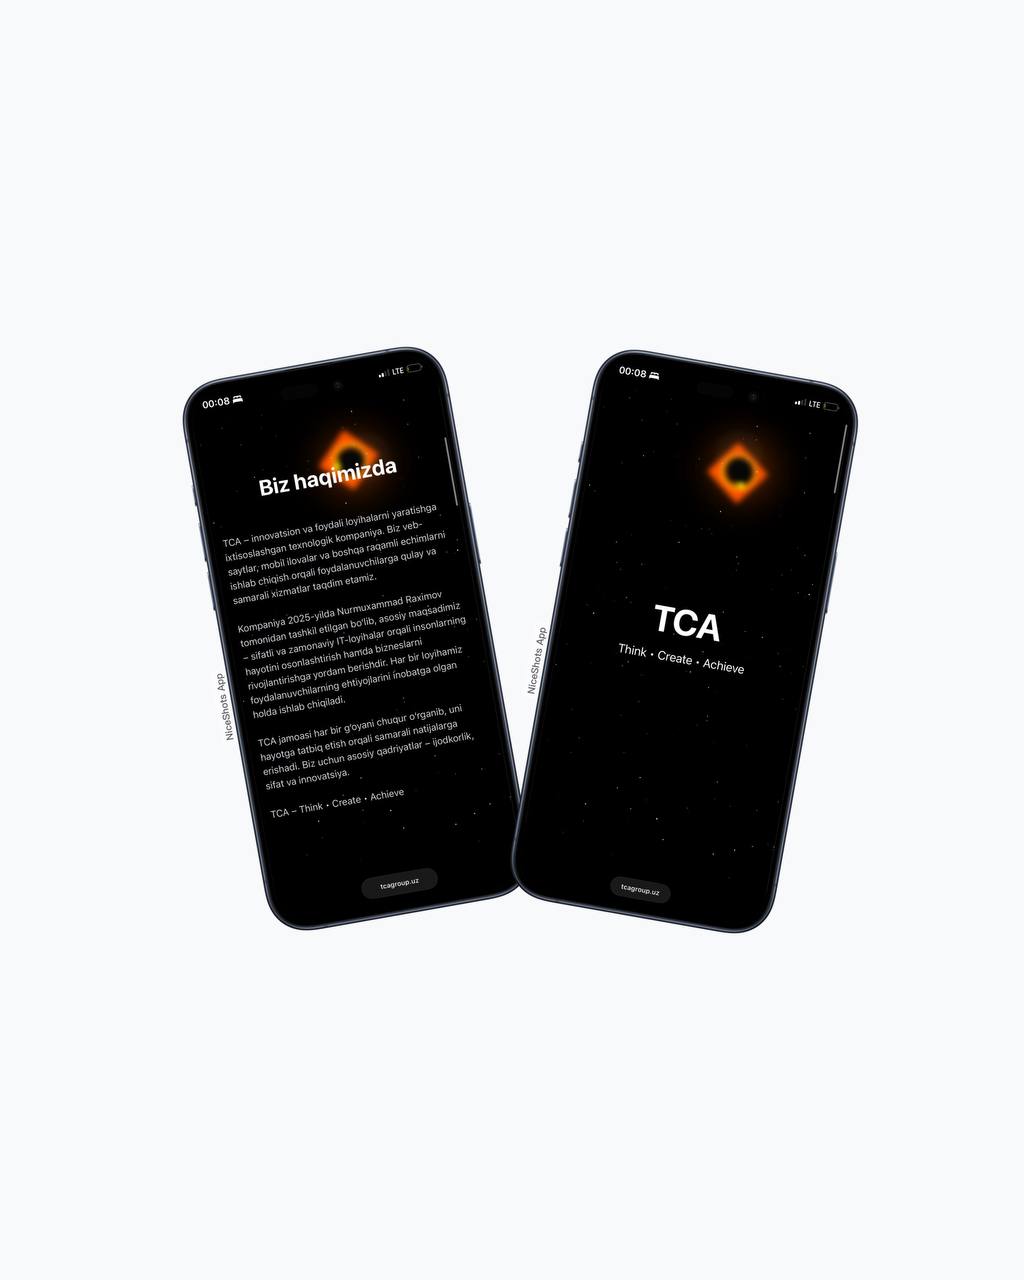 00:08
LTE
Biz haqimizda
TCA – innovatsion va foydali loyihalarni yaratishga
ixtisoslashgan texnologik kompaniya. Biz veb-
saytlar, mobil ilovalar va boshqa raqamli echimlarni
ishlab chiqish orqali foydalanuvchilarga qulay va
samarali xizmatlar taqdim etamiz.
Kompaniya 2025-yilda Nurmuxammad Raximov
tomonidan tashkil etilgan bo'lib, asosiy maqsadimiz
– sifatli va zamonaviy IT-loyihalar orqali insonlarning
hayotini osonlashtirish hamda bizneslarni
rivojlantirishga yordam berishdir. Har bir loyihamiz
foydalanuvchilarning ehtiyojlarini inobatga olgan
holda ishlab chiqiladi.
TCA jamoasi har bir g'oyani chuqur o'rganib, uni
hayotga tatbiq etish orqali samarali natijalarga
erishadi. Biz uchun asosiy qadriyatlar – ijodkorlik,
sifat va innovatsiya.
TCA – Think • Create • Achieve
tcagroup.uz
NiceShots App
00:08
LTE
TCA
Think • Create • Achieve
tcagroup.uz
NiceShots App